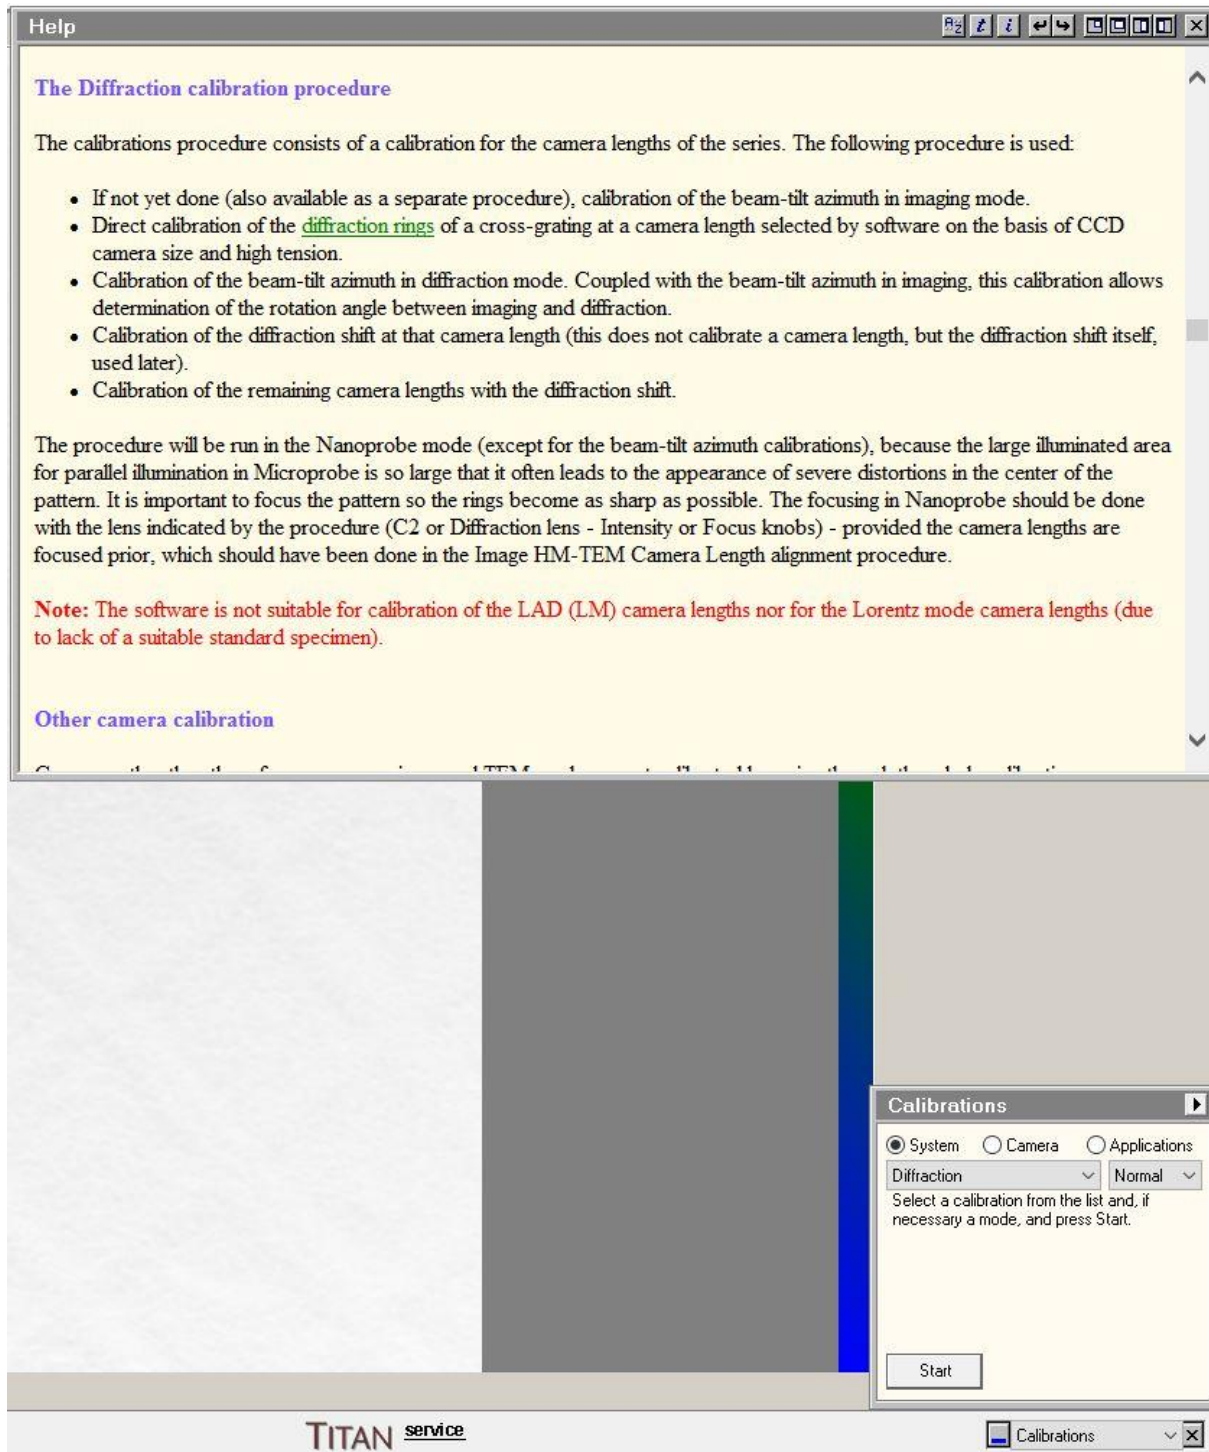 Help
The Diffraction calibration procedure
The calibrations procedure consists of a calibration for the camera lengths of the series. The following procedure is used:
• If not yet done (also available as a separate procedure), calibration of the beam-tilt azimuth in imaging mode.
• Direct calibration of the diffraction rings of a cross-grating at a camera length selected by software on the basis of CCD
camera size and high tension.
• Calibration of the beam-tilt azimuth in diffraction mode. Coupled with the beam-tilt azimuth in imaging, this calibration allows
determination of the rotation angle between imaging and diffraction.
• Calibration of the diffraction shift at that camera length (this does not calibrate a camera length, but the diffraction shift itself,
used later).
• Calibration of the remaining camera lengths with the diffraction shift.
The procedure will be run in the Nanoprobe mode (except for the beam-tilt azimuth calibrations), because the large illuminated area
for parallel illumination in Microprobe is so large that it often leads to the appearance of severe distortions in the center of the
pattern. It is important to focus the pattern so the rings become as sharp as possible. The focusing in Nanoprobe should be done
with the lens indicated by the procedure (C2 or Diffraction lens - Intensity or Focus knobs) - provided the camera lengths are
focused prior, which should have been done in the Image HM-TEM Camera Length alignment procedure.
Note: The software is not suitable for calibration of the LAD (LM) camera lengths nor for the Lorentz mode camera lengths (due
to lack of a suitable standard specimen).
Other camera calibration
Calibrations
System Camera Applications
Diffraction Normal
Select a calibration from the list and, if
necessary a mode, and press Start.
Start
TITAN service
Calibrations